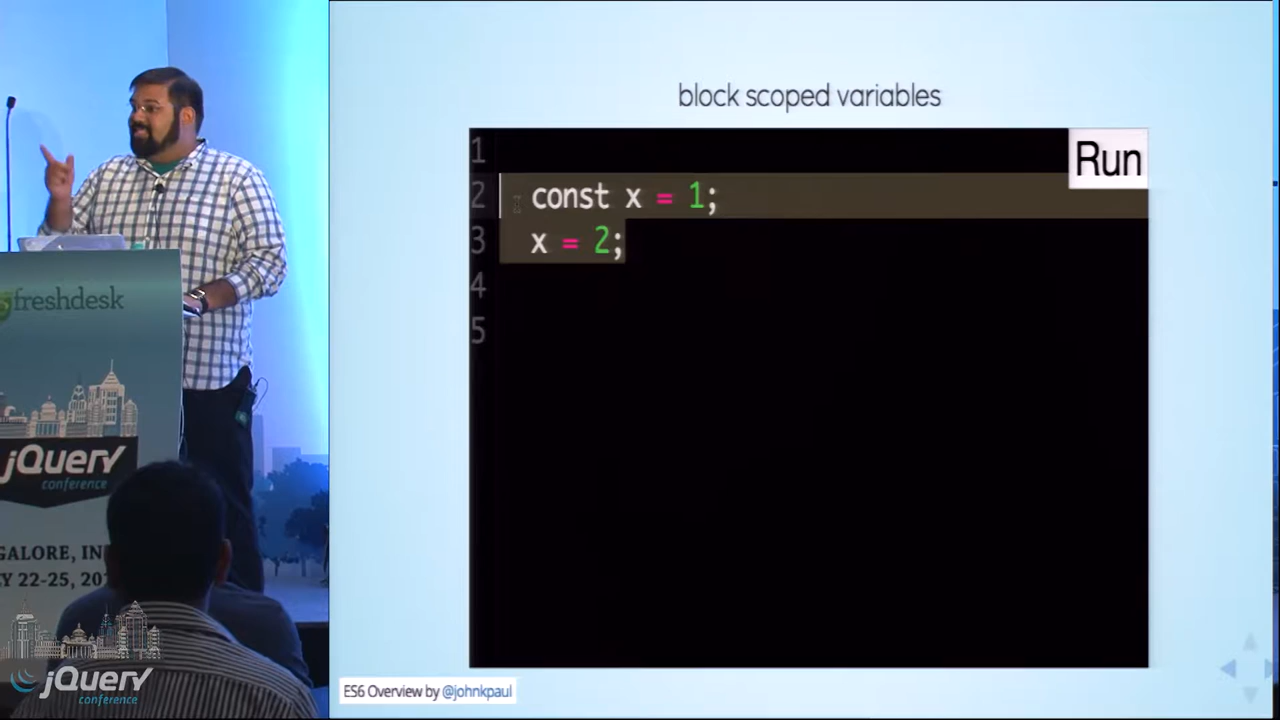 block scoped variables
Run
1
2 const x = 1;
3 x = 2;
4
5
ES6 Overview by @johnkpaul
freshdesk
jQuery
conference
GALORE, IN
Y 22-25, 20
jQuery
conference